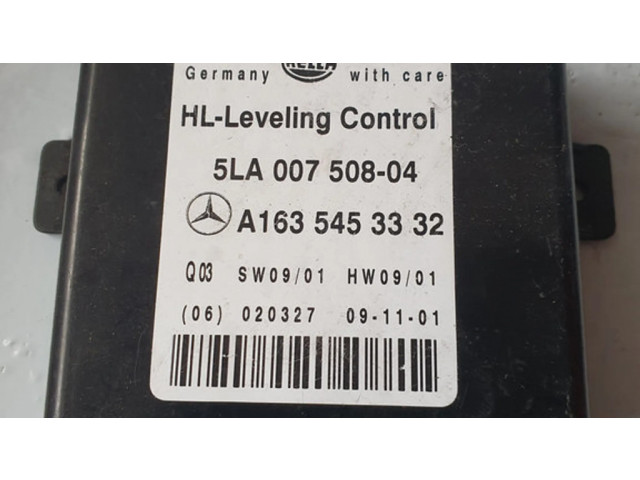 HELLA
Germany with care
HL-Leveling Control
5LA 007 508-04
A163 545 33 32
Q03 SW09/01 HW09/01
(06) 020327 09-11-01